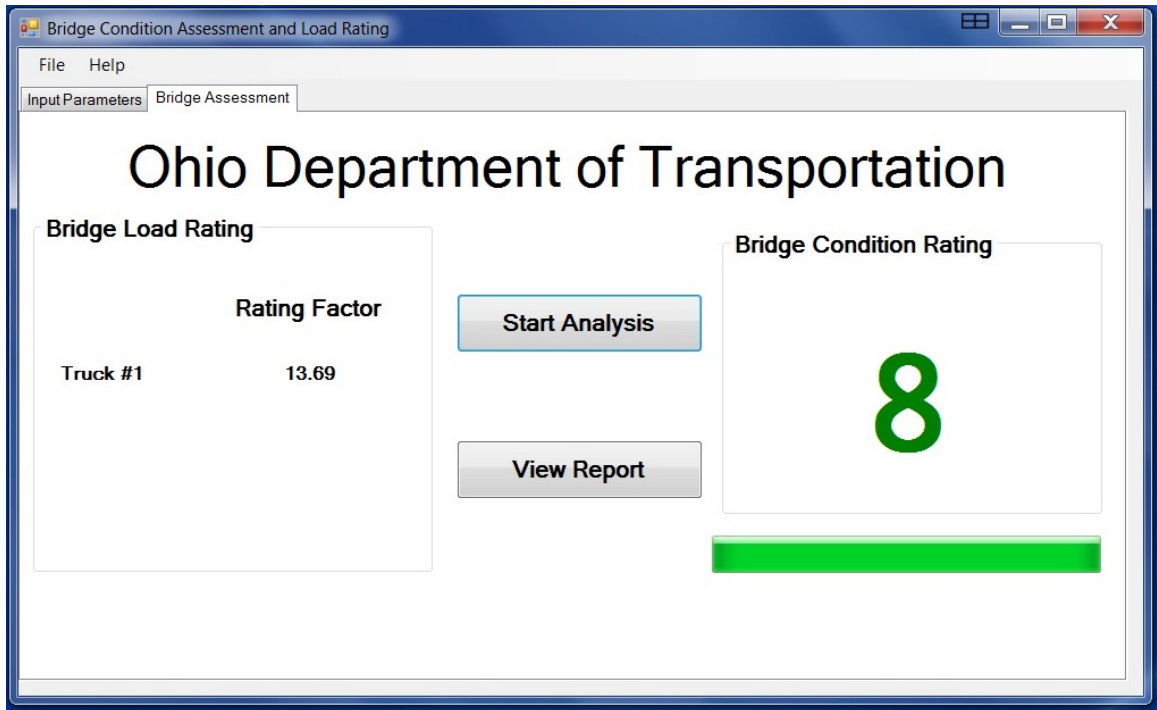 Bridge Condition Assessment and Load Rating
File Help
Input Parameters Bridge Assessment
Ohio Department of Transportation
Bridge Load Rating
Rating Factor
Truck #1 13.69
Start Analysis
View Report
Bridge Condition Rating
8